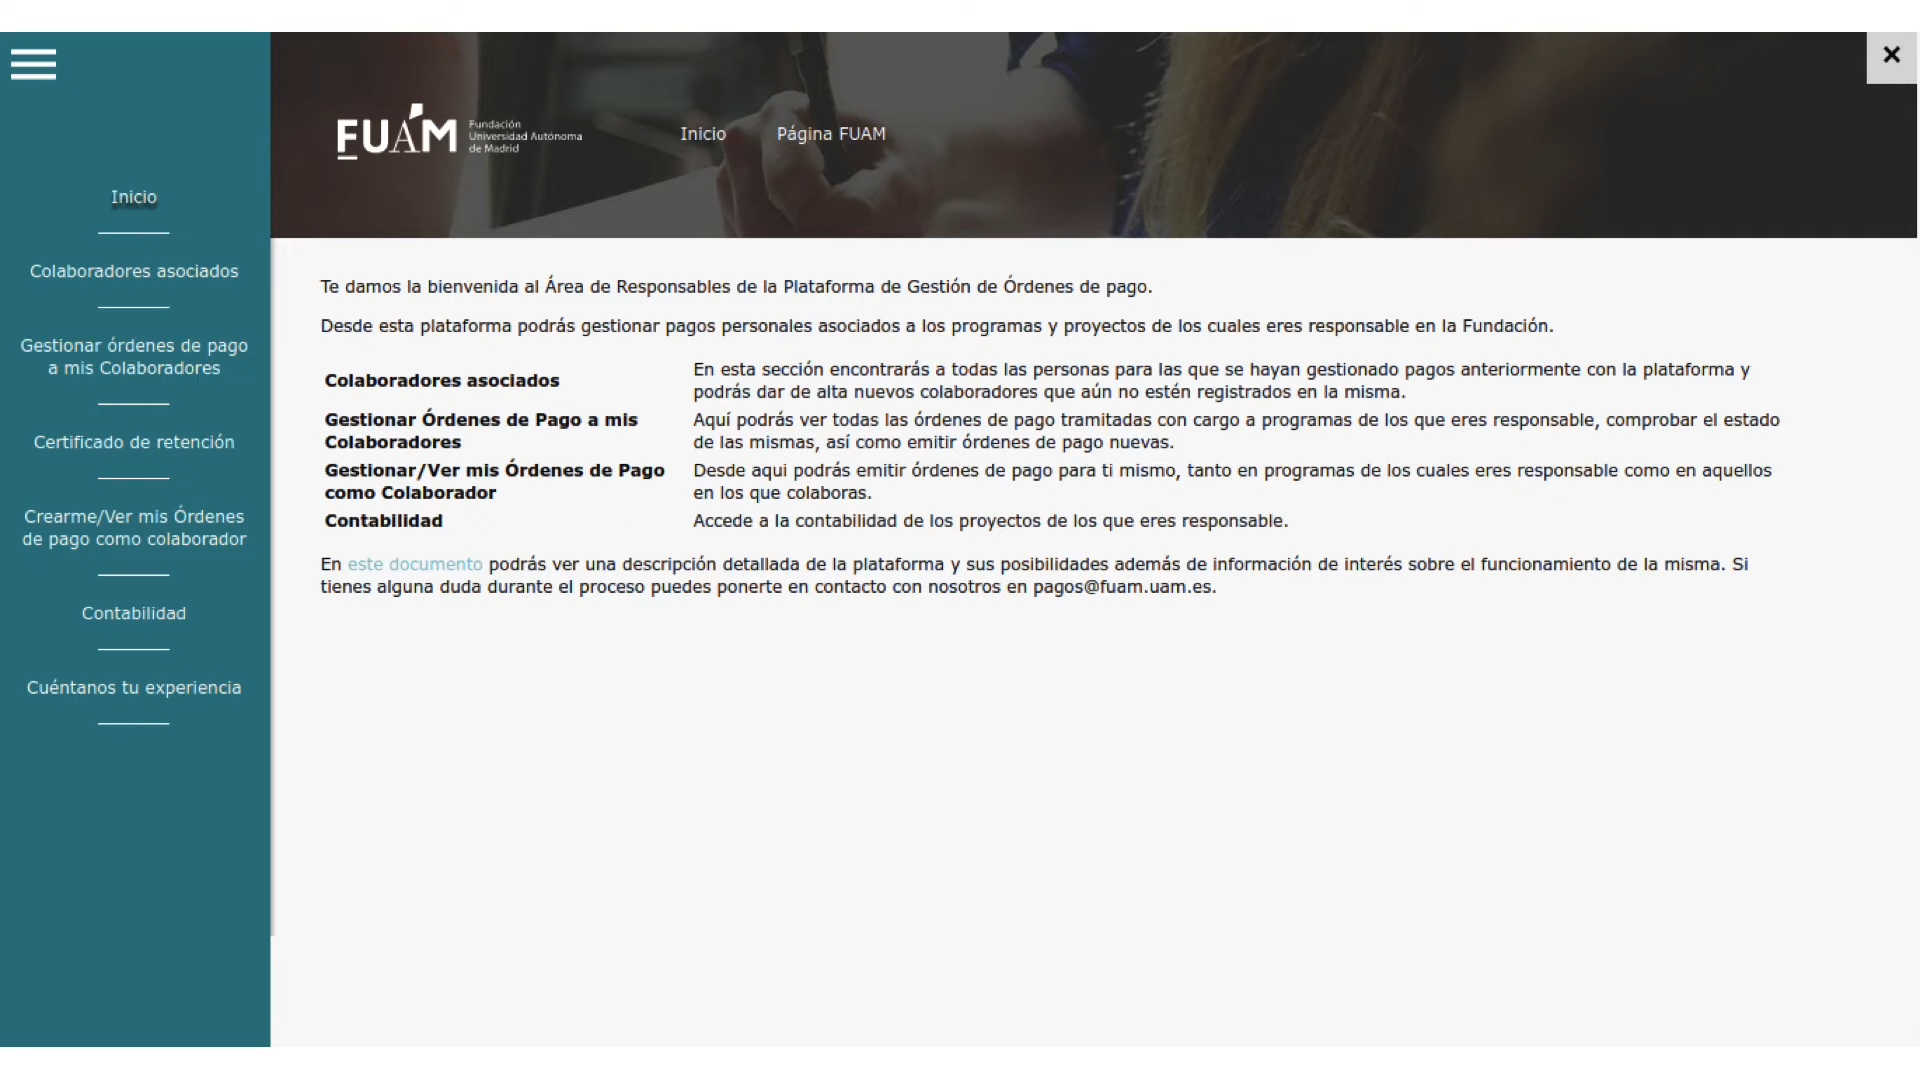 FUAM
Fundación
Universidad Autónoma
de Madrid
Inicio
Página FUAM
Inicio
Colaboradores asociados
Gestionar órdenes de pago
a mis Colaboradores
Certificado de retención
Crearme/Ver mis Órdenes
de pago como colaborador
Contabilidad
Cuéntanos tu experiencia
Te damos la bienvenida al Área de Responsables de la Plataforma de Gestión de Órdenes de pago.
Desde esta plataforma podrás gestionar pagos personales asociados a los programas y proyectos de los cuales eres responsable en la Fundación.
Colaboradores asociados
En esta sección encontrarás a todas las personas para las que se hayan gestionado pagos anteriormente con la plataforma y
podrás dar de alta nuevos colaboradores que aún no estén registrados en la misma.
Gestionar Órdenes de Pago a mis
Colaboradores
Aquí podrás ver todas las órdenes de pago tramitadas con cargo a programas de los que eres responsable, comprobar el estado
de las mismas, así como emitir órdenes de pago nuevas.
Gestionar/Ver mis Órdenes de Pago
como Colaborador
Desde aqui podrás emitir órdenes de pago para ti mismo, tanto en programas de los cuales eres responsable como en aquellos
en los que colaboras.
Contabilidad
Accede a la contabilidad de los proyectos de los que eres responsable.
En este documento podrás ver una descripción detallada de la plataforma y sus posibilidades además de información de interés sobre el funcionamiento de la misma. Si
tienes alguna duda durante el proceso puedes ponerte en contacto con nosotros en pagos@fuam.uam.es.